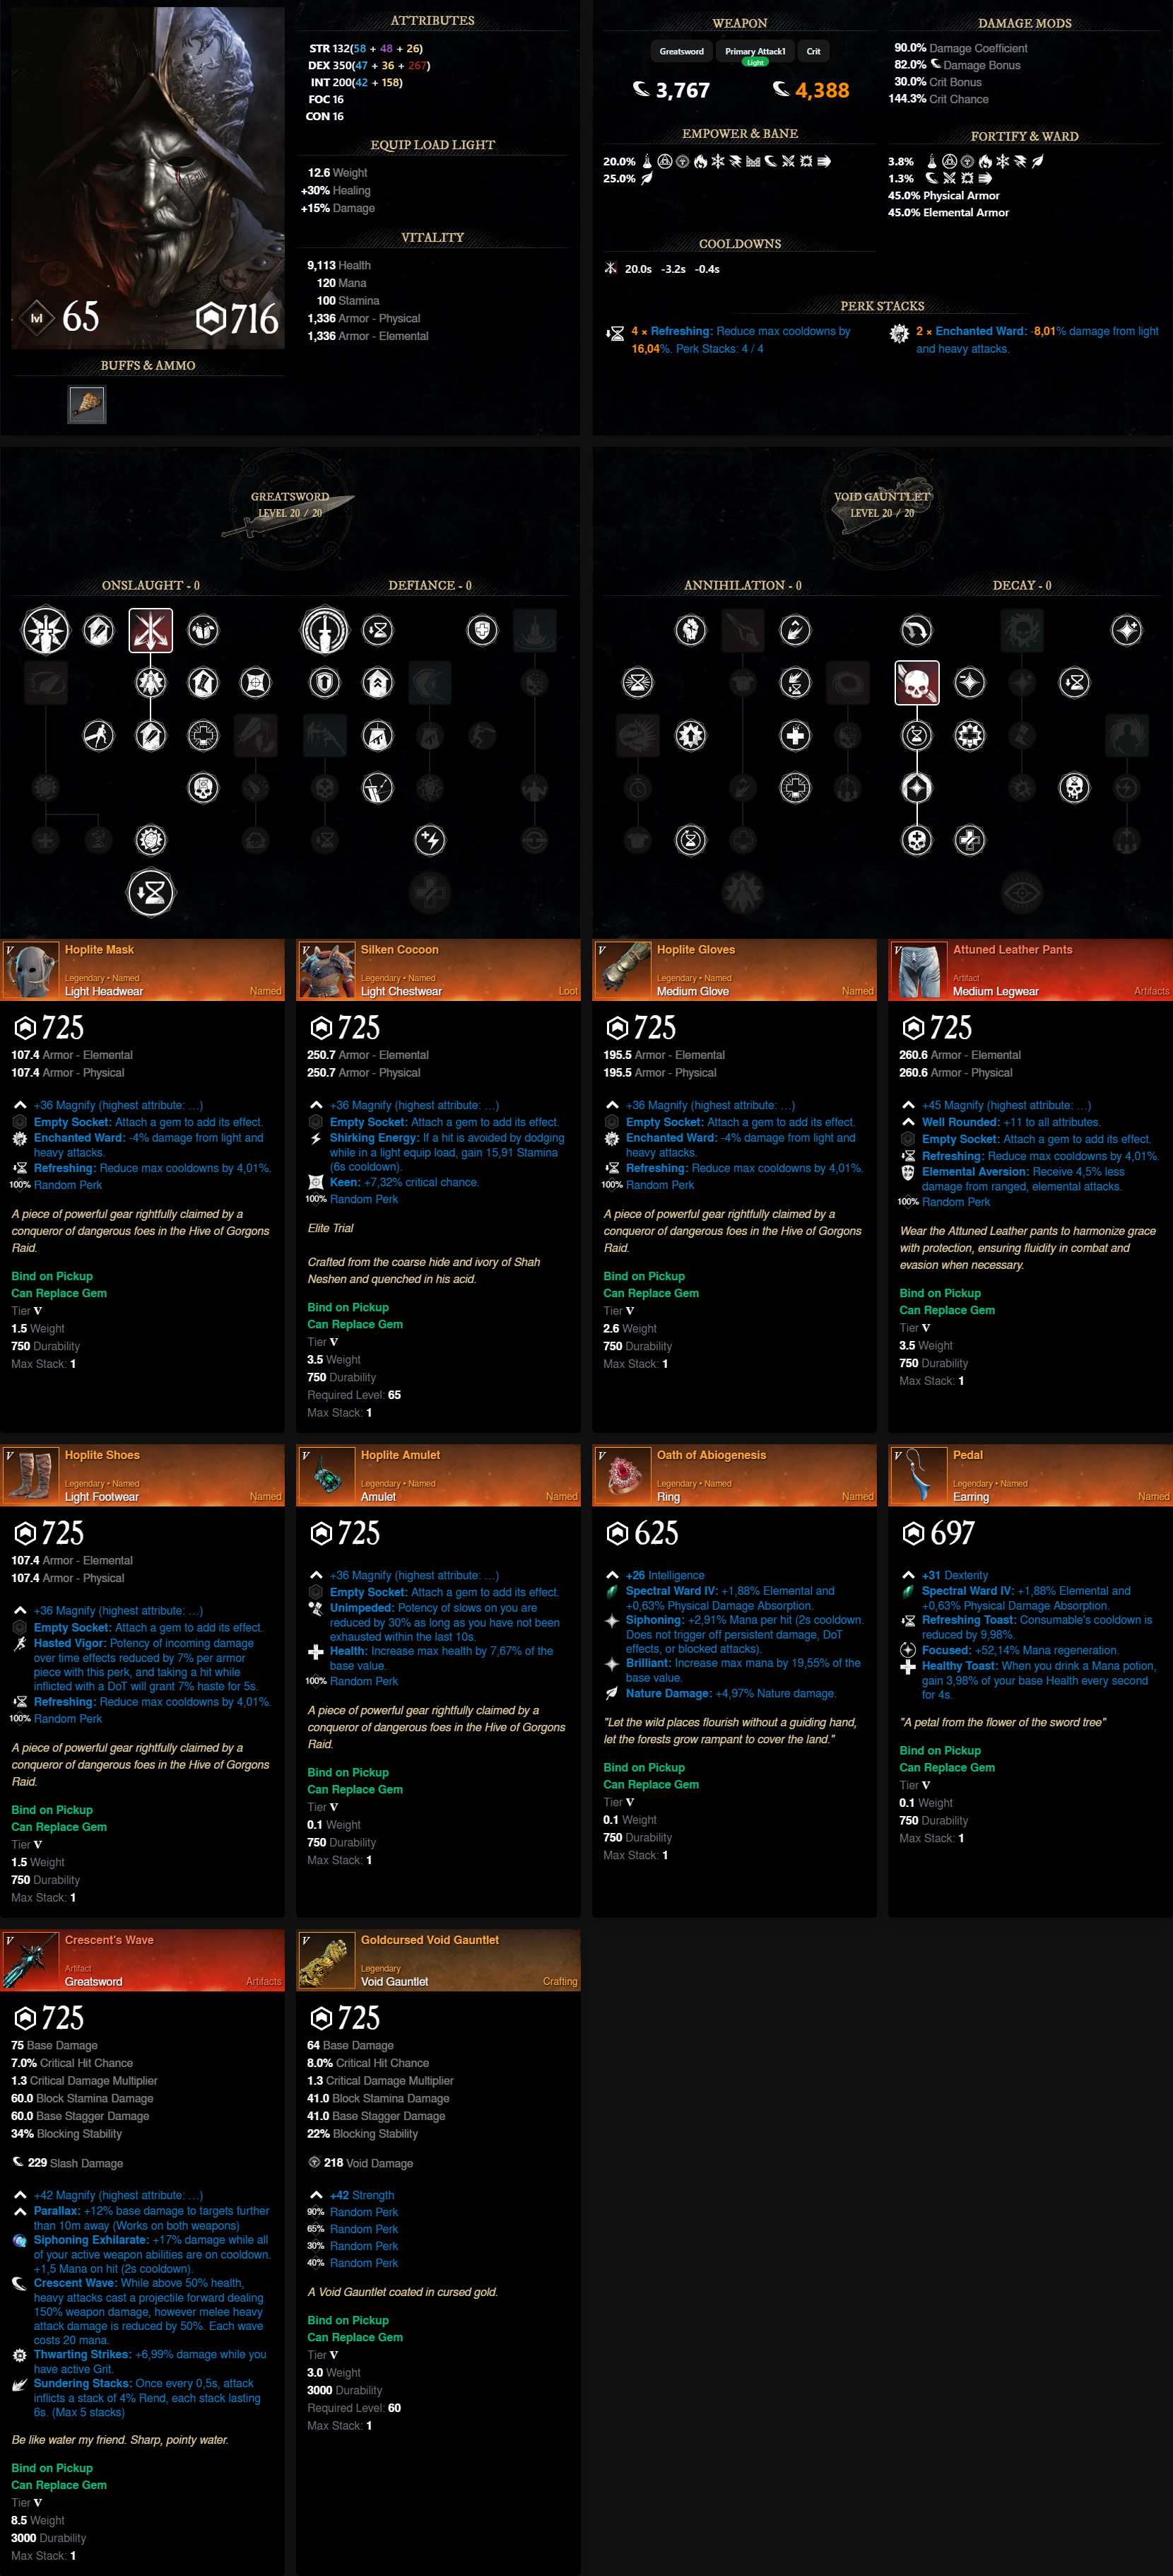 ATTRIBUTES
STR 132(58 + 48 + 26)
DEX 350(47 + 36 + 267)
INT 200(42 + 158)
FOC 16
CON 16
EQUIP LOAD LIGHT
12.6 Weight
+30% Healing
+15% Damage
VITALITY
9,113 Health
120 Mana
100 Stamina
1,336 Armor - Physical
1,336 Armor - Elemental
lvl 65
716
BUFFS & AMMO
WEAPON
Greatsword Primary Attack1 Crit
Light
3,767 4,388
DAMAGE MODS
90.0% Damage Coefficient
82.0% Damage Bonus
30.0% Crit Bonus
144.3% Crit Chance
EMPOWER & BANE
20.0%
25.0%
FORTIFY & WARD
3.8%
1.3%
45.0% Physical Armor
45.0% Elemental Armor
COOLDOWNS
20.0s -3.2s -0.4s
PERK STACKS
4 × Refreshing: Reduce max cooldowns by
16,04%. Perk Stacks: 4 / 4
2 × Enchanted Ward: -8,01% damage from light
and heavy attacks.
GREATSWORD
LEVEL 20 / 20
ONSLAUGHT - 0
DEFIANCE - 0
VOID GAUNTLET
LEVEL 20 / 20
ANNIHILATION - 0
DECAY - 0
V
Hoplite Mask
Legendary • Named
Light Headwear
Named
725
107.4 Armor - Elemental
107.4 Armor - Physical
+36 Magnify (highest attribute: …)
Empty Socket: Attach a gem to add its effect.
Enchanted Ward: -4% damage from light and
heavy attacks.
Refreshing: Reduce max cooldowns by 4,01%.
100% Random Perk
A piece of powerful gear rightfully claimed by a
conqueror of dangerous foes in the Hive of Gorgons
Raid.
Bind on Pickup
Can Replace Gem
Tier V
1.5 Weight
750 Durability
Max Stack: 1
V
Silken Cocoon
Legendary • Named
Light Chestwear
Loot
725
250.7 Armor - Elemental
250.7 Armor - Physical
+36 Magnify (highest attribute: …)
Empty Socket: Attach a gem to add its effect.
Shirking Energy: If a hit is avoided by dodging
while in a light equip load, gain 15,91 Stamina
(6s cooldown).
Keen: +7,32% critical chance.
100% Random Perk
Elite Trial
Crafted from the coarse hide and ivory of Shah
Neshen and quenched in his acid.
Bind on Pickup
Can Replace Gem
Tier V
3.5 Weight
750 Durability
Required Level: 65
Max Stack: 1
V
Hoplite Gloves
Legendary • Named
Medium Glove
Named
725
195.5 Armor - Elemental
195.5 Armor - Physical
+36 Magnify (highest attribute: …)
Empty Socket: Attach a gem to add its effect.
Enchanted Ward: -4% damage from light and
heavy attacks.
Refreshing: Reduce max cooldowns by 4,01%.
100% Random Perk
A piece of powerful gear rightfully claimed by a
conqueror of dangerous foes in the Hive of Gorgons
Raid.
Bind on Pickup
Can Replace Gem
Tier V
2.6 Weight
750 Durability
Max Stack: 1
V
Attuned Leather Pants
Artifact
Medium Legwear
Artifacts
725
260.6 Armor - Elemental
260.6 Armor - Physical
+45 Magnify (highest attribute: …)
Well Rounded: +11 to all attributes.
Empty Socket: Attach a gem to add its effect.
Refreshing: Reduce max cooldowns by 4,01%.
Elemental Aversion: Receive 4,5% less
damage from ranged, elemental attacks.
100% Random Perk
Wear the Attuned Leather pants to harmonize grace
with protection, ensuring fluidity in combat and
evasion when necessary.
Bind on Pickup
Can Replace Gem
Tier V
3.5 Weight
750 Durability
Max Stack: 1
V
Hoplite Shoes
Legendary • Named
Light Footwear
Named
725
107.4 Armor - Elemental
107.4 Armor - Physical
+36 Magnify (highest attribute: …)
Empty Socket: Attach a gem to add its effect.
Hasted Vigor: Potency of incoming damage
over time effects reduced by 7% per armor
piece with this perk, and taking a hit while
inflicted with a DoT will grant 7% haste for 5s.
Refreshing: Reduce max cooldowns by 4,01%.
100% Random Perk
A piece of powerful gear rightfully claimed by a
conqueror of dangerous foes in the Hive of Gorgons
Raid.
Bind on Pickup
Can Replace Gem
Tier V
1.5 Weight
750 Durability
Max Stack: 1
V
Hoplite Amulet
Legendary • Named
Amulet
Named
725
+36 Magnify (highest attribute: …)
Empty Socket: Attach a gem to add its effect.
Unimpeded: Potency of slows on you are
reduced by 30% as long as you have not been
exhausted within the last 10s.
Health: Increase max health by 7,67% of the
base value.
100% Random Perk
A piece of powerful gear rightfully claimed by a
conqueror of dangerous foes in the Hive of Gorgons
Raid.
Bind on Pickup
Can Replace Gem
Tier V
0.1 Weight
750 Durability
Max Stack: 1
V
Oath of Abiogenesis
Legendary • Named
Ring
Named
625
+26 Intelligence
Spectral Ward IV: +1,88% Elemental and
+0,63% Physical Damage Absorption.
Siphoning: +2,91% Mana per hit (2s cooldown.
Does not trigger off persistent damage, DoT
effects, or blocked attacks).
Brilliant: Increase max mana by 19,55% of the
base value.
Nature Damage: +4,97% Nature damage.
"Let the wild places flourish without a guiding hand,
let the forests grow rampant to cover the land."
Bind on Pickup
Can Replace Gem
Tier V
0.1 Weight
750 Durability
Max Stack: 1
V
Pedal
Legendary • Named
Earring
Named
697
+31 Dexterity
Spectral Ward IV: +1,88% Elemental and
+0,63% Physical Damage Absorption.
Refreshing Toast: Consumable's cooldown is
reduced by 9,98%.
Focused: +52,14% Mana regeneration.
Healthy Toast: When you drink a Mana potion,
gain 3,98% of your base Health every second
for 4s.
"A petal from the flower of the sword tree"
Bind on Pickup
Can Replace Gem
Tier V
0.1 Weight
750 Durability
Max Stack: 1
V
Crescent's Wave
Artifact
Greatsword
Artifacts
725
75 Base Damage
7.0% Critical Hit Chance
1.3 Critical Damage Multiplier
60.0 Block Stamina Damage
60.0 Base Stagger Damage
34% Blocking Stability
229 Slash Damage
+42 Magnify (highest attribute: …)
Parallax: +12% base damage to targets further
than 10m away (Works on both weapons)
Siphoning Exhilarate: +17% damage while all
of your active weapon abilities are on cooldown.
+1,5 Mana on hit (2s cooldown).
Crescent Wave: While above 50% health,
heavy attacks cast a projectile forward dealing
150% weapon damage, however melee heavy
attack damage is reduced by 50%. Each wave
costs 20 mana.
Thwarting Strikes: +6,99% damage while you
have active Grit.
Sundering Stacks: Once every 0,5s, attack
inflicts a stack of 4% Rend, each stack lasting
6s. (Max 5 stacks)
Be like water my friend. Sharp, pointy water.
Bind on Pickup
Can Replace Gem
Tier V
8.5 Weight
3000 Durability
Max Stack: 1
V
Goldcursed Void Gauntlet
Legendary
Void Gauntlet
Crafting
725
64 Base Damage
8.0% Critical Hit Chance
1.3 Critical Damage Multiplier
41.0 Block Stamina Damage
41.0 Base Stagger Damage
22% Blocking Stability
218 Void Damage
+42 Strength
90% Random Perk
65% Random Perk
30% Random Perk
40% Random Perk
A Void Gauntlet coated in cursed gold.
Bind on Pickup
Can Replace Gem
Tier V
3.0 Weight
3000 Durability
Required Level: 60
Max Stack: 1